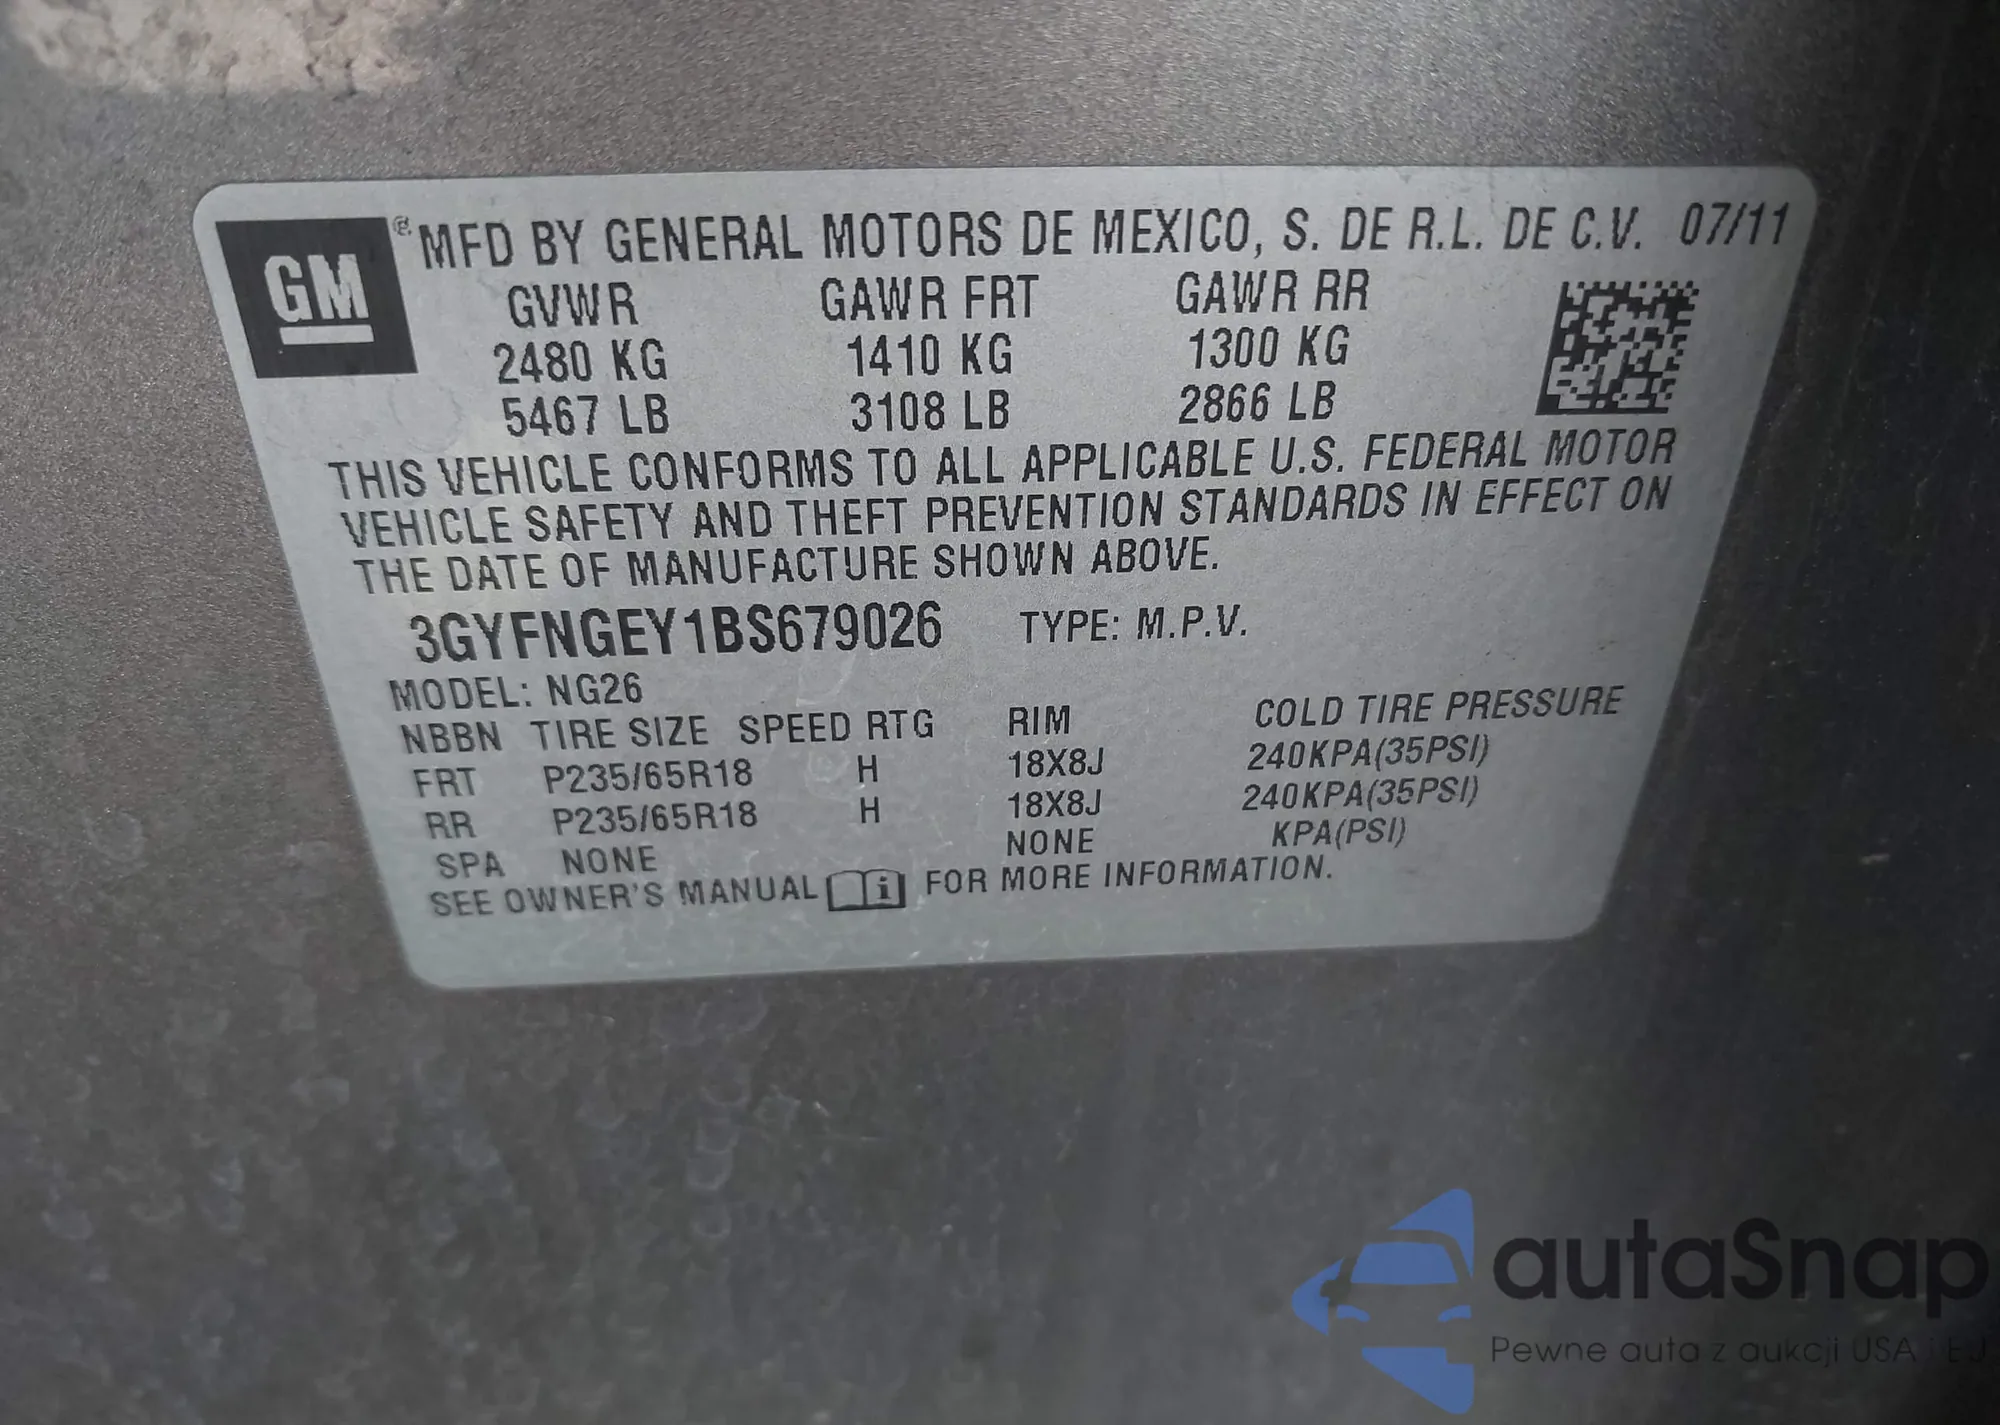 GM
® MFD BY GENERAL MOTORS DE MEXICO, S. DE R.L. DE C.V. 07/11
GVWR GAWR FRT GAWR RR
2480 KG 1410 KG 1300 KG
5467 LB 3108 LB 2866 LB
THIS VEHICLE CONFORMS TO ALL APPLICABLE U.S. FEDERAL MOTOR
VEHICLE SAFETY AND THEFT PREVENTION STANDARDS IN EFFECT ON
THE DATE OF MANUFACTURE SHOWN ABOVE.
3GYFNGEY1BS679026 TYPE: M.P.V.
MODEL: NG26
NBBN TIRE SIZE SPEED RTG RIM COLD TIRE PRESSURE
FRT P235/65R18 H 18X8J 240KPA(35PSI)
RR P235/65R18 H 18X8J 240KPA(35PSI)
SPA NONE NONE KPA(PSI)
SEE OWNER'S MANUAL i FOR MORE INFORMATION.
autaSnap
Pewne auta z aukcji USA i EU